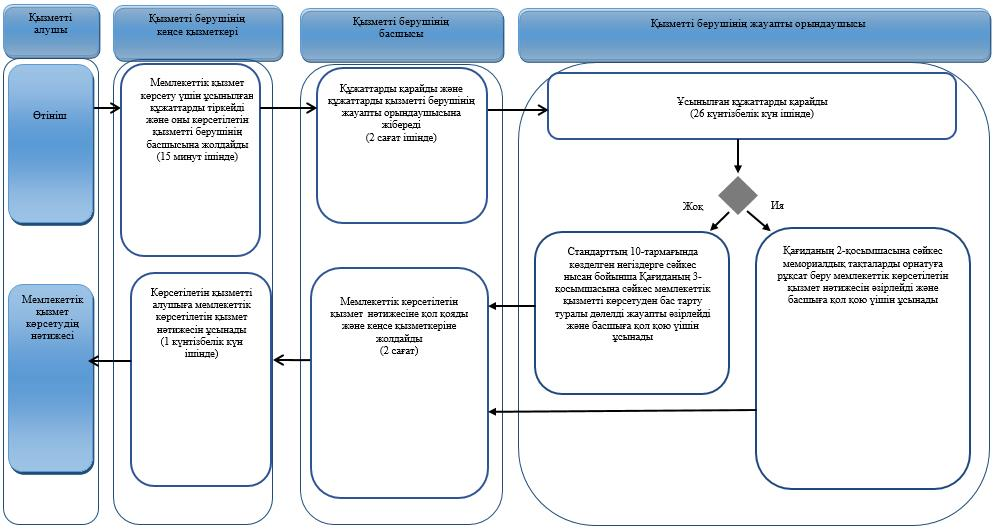 Қызметті
алушы
Қызметті берушінің
кеңсе қызметкері
Қызметті берушінің
басшысы
Қызметті берушінің жауапты орындаушысы
Өтініш
Мемлекеттік қызмет
көрсету үшін ұсынылған
құжаттарды тіркейді
және оны көрсетілетін
қызметті берушінің
басшысына жолдайды
(15 минут ішінде)
Құжаттарды қарайды және
құжаттарды қызметті берушінің
жауапты орындаушысына
жібереді
(2 сағат ішінде)
Ұсынылған құжаттарды қарайды
(26 күнтізбелік күн ішінде)
Жоқ
Ия
Стандарттың 10-тармағында
көзделген негіздерге сәйкес
нысан бойынша Қағиданың 3-
қосымшасына сәйкес мемлекеттік
қызметті көрсетуден бас тарту
туралы дәлелді жауапты әзірлейді
және басшыға қол қою үішін
ұсынады
Қағиданың 2-қосымшасына сәйкес
мемориалдық тақталарды орнатуға
рұқсат беру мемлекеттік көрсетілетін
қызмет нәтижесін әзірлейді және
басшыға қол қою үішін ұсынады
Мемлекеттік көрсетілетін
қызмет нәтижесіне қол қояды
және кенсе қызметкеріне
жолдайды
(2 сағат)
Көрсетілетін қызметті
алушыға мемлекеттік
көрсетілетін қызмет
нәтижесін ұсынады
(1 күнтізбелік күн
ішінде)
Мемлекеттік
қызмет
көрсетудің
нәтижесі